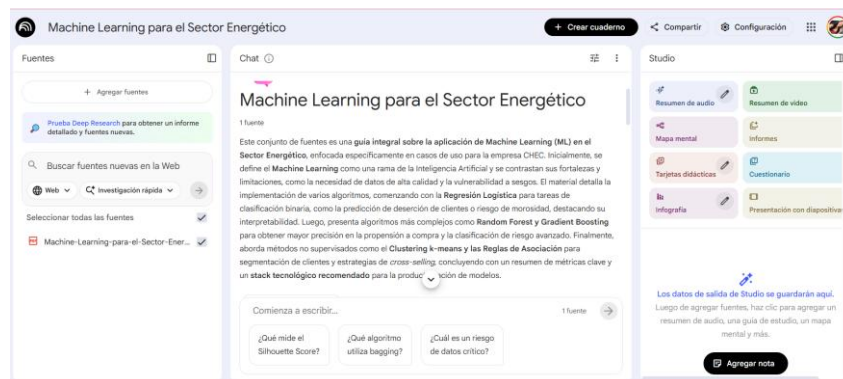 Machine Learning para el Sector Energético
+ Crear cuaderno
Compartir
Configuración
Fuentes
+ Agregar fuentes
Prueba Deep Research para obtener un informe
detallado y fuentes nuevas.
Buscar fuentes nuevas en la Web
Web
Investigación rápida
Seleccionar todas las fuentes
Machine-Learning-para-el-Sector-Ener...
Chat
Machine Learning para el Sector Energético
1 fuente
Este conjunto de fuentes es una guía integral sobre la aplicación de Machine Learning (ML) en el
Sector Energético, enfocada específicamente en casos de uso para la empresa CHEC. Inicialmente, se
define el Machine Learning como una rama de la Inteligencia Artificial y se contrastan sus fortalezas y
limitaciones, como la necesidad de datos de alta calidad y la vulnerabilidad a sesgos. El material detalla la
implementación de varios algoritmos, comenzando con la Regresión Logística para tareas de
clasificación binaria, como la predicción de deserción de clientes o riesgo de morosidad, destacando su
interpretabilidad. Luego, presenta algoritmos más complejos como Random Forest y Gradient Boosting
para obtener mayor precisión en la propensión a compra y la clasificación de riesgo avanzado. Finalmente,
aborda métodos no supervisados como el Clustering k-means y las Reglas de Asociación para
segmentación de clientes y estrategias de cross-selling, concluyendo con un resumen de métricas clave y
un stack tecnológico recomendado para la produc ción de modelos.
Comienza a escribir...
1 fuente
¿Qué mide el
Silhouette Score?
¿Qué algoritmo
utiliza bagging?
¿Cuál es un riesgo
de datos crítico?
Studio
Resumen de audio
Resumen de video
Mapa mental
Informes
Tarjetas didácticas
Cuestionario
Infografía
Presentación con diapositivas
Los datos de salida de Studio se guardarán aquí.
Luego de agregar fuentes, haz clic para agregar un
resumen de audio, una guía de estudio, un mapa
mental y más.
Agregar nota